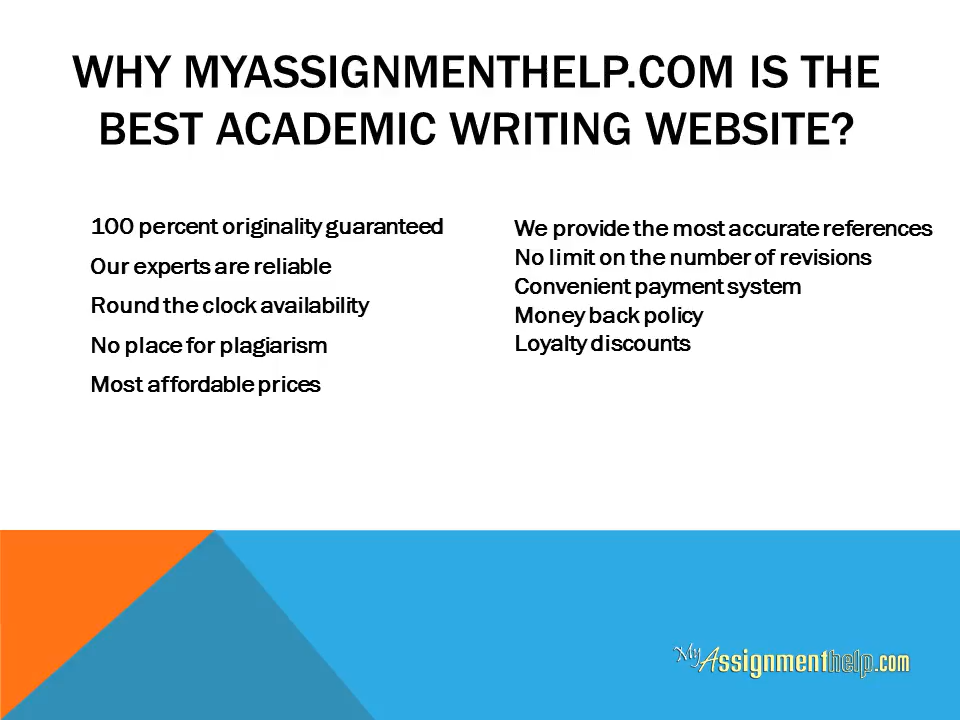 WHY MYASSIGNMENTHELP.COM IS THE
BEST ACADEMIC WRITING WEBSITE?
100 percent originality guaranteed
Our experts are reliable
Round the clock availability
No place for plagiarism
Most affordable prices
We provide the most accurate references
No limit on the number of revisions
Convenient payment system
Money back policy
Loyalty discounts
MyAssignmenthelp.com